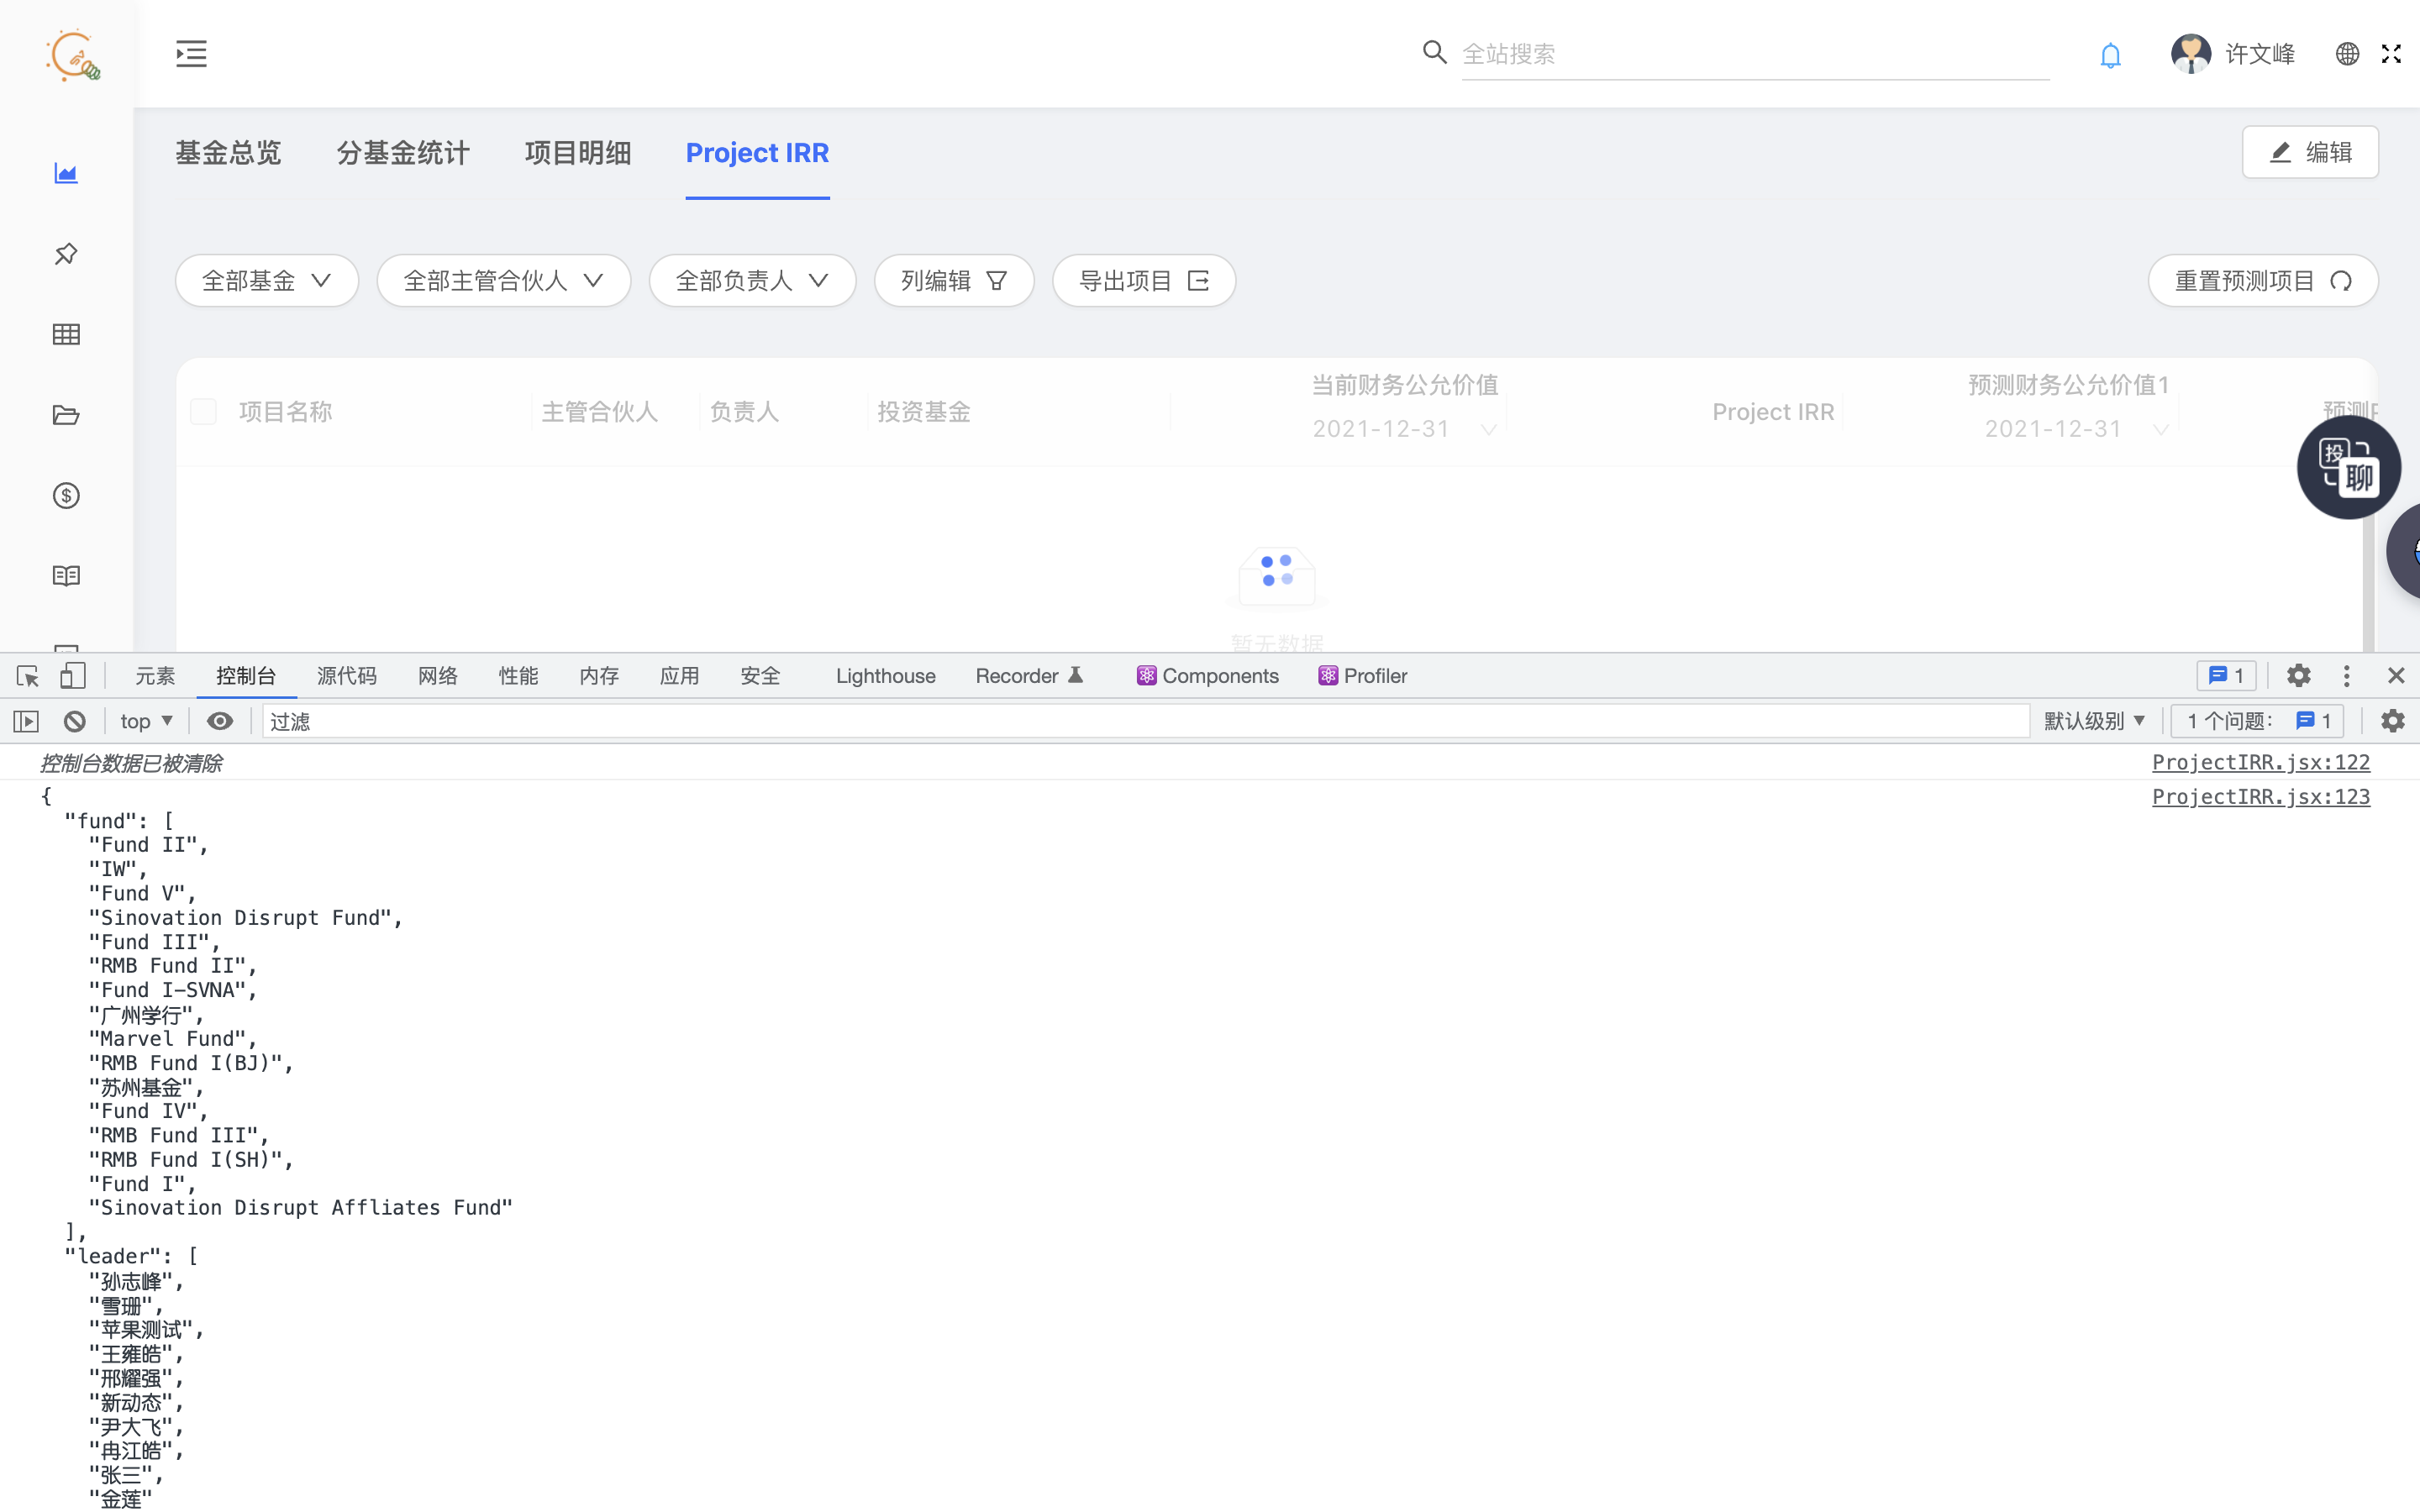 全站搜索
许文峰
基金总览
分基金统计
项目明细
Project IRR
编辑
全部基金
全部主管合伙人
全部负责人
列编辑
导出项目
重置预测项目
项目名称
主管合伙人
负责人
投资基金
当前财务公允价值
2021-12-31
Project IRR
预测财务公允价值1
2021-12-31
预测
投
聊
暂无数据
元素
控制台
源代码
网络
性能
内存
应用
安全
Lighthouse
Recorder
Components
Profiler
1
top
过滤
默认级别
1 个问题:
1
控制台数据已被清除
ProjectIRR.jsx:122
{
ProjectIRR.jsx:123
"fund": [
"Fund II",
"IW",
"Fund V",
"Sinovation Disrupt Fund",
"Fund III",
"RMB Fund II",
"Fund I-SVNA",
"广州学行",
"Marvel Fund",
"RMB Fund I(BJ)",
"苏州基金",
"Fund IV",
"RMB Fund III",
"RMB Fund I(SH)",
"Fund I",
"Sinovation Disrupt Affliates Fund"
],
"leader": [
"孙志峰",
"雪珊",
"苹果测试",
"王雍皓",
"邢耀强",
"新动态",
"尹大飞",
"冉江皓",
"张三",
"金莲"